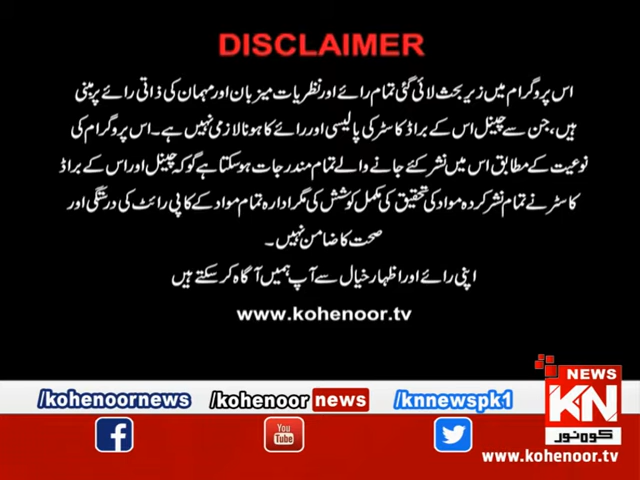 DISCLAIMER
اس پروگرام میں زیر بحث لائی گئی تمام رائے اور نظریات میزبان اور مہمان کی ذاتی رائے پر مبنی
ہیں، جن سے چینل اس کے براڈ کاسٹر کی پالیسی اور رائے کا ہونا لازمی نہیں ہے۔ اس پروگرام کی
نوعیت کے مطابق اس میں نشر کئے جانے والے تمام مندرجات ہو سکتا ہے گو کہ چینل اور اس کے براڈ
کاسٹر نے تمام نشر کردہ مواد کی تحقیق کی مکمل کوشش کی مگر ادارہ تمام مواد کے کاپی رائٹ کی درستگی اور
صحت کا ضامن نہیں۔
اپنی رائے اور اظہار خیال سے آپ ہمیں آگاہ کر سکتے ہیں
www.kohenoor.tv
/kohenoornews /kohenoor news /knnewspk1
You Tube
NEWS
KN
کوہ نور
www.kohenoor.tv